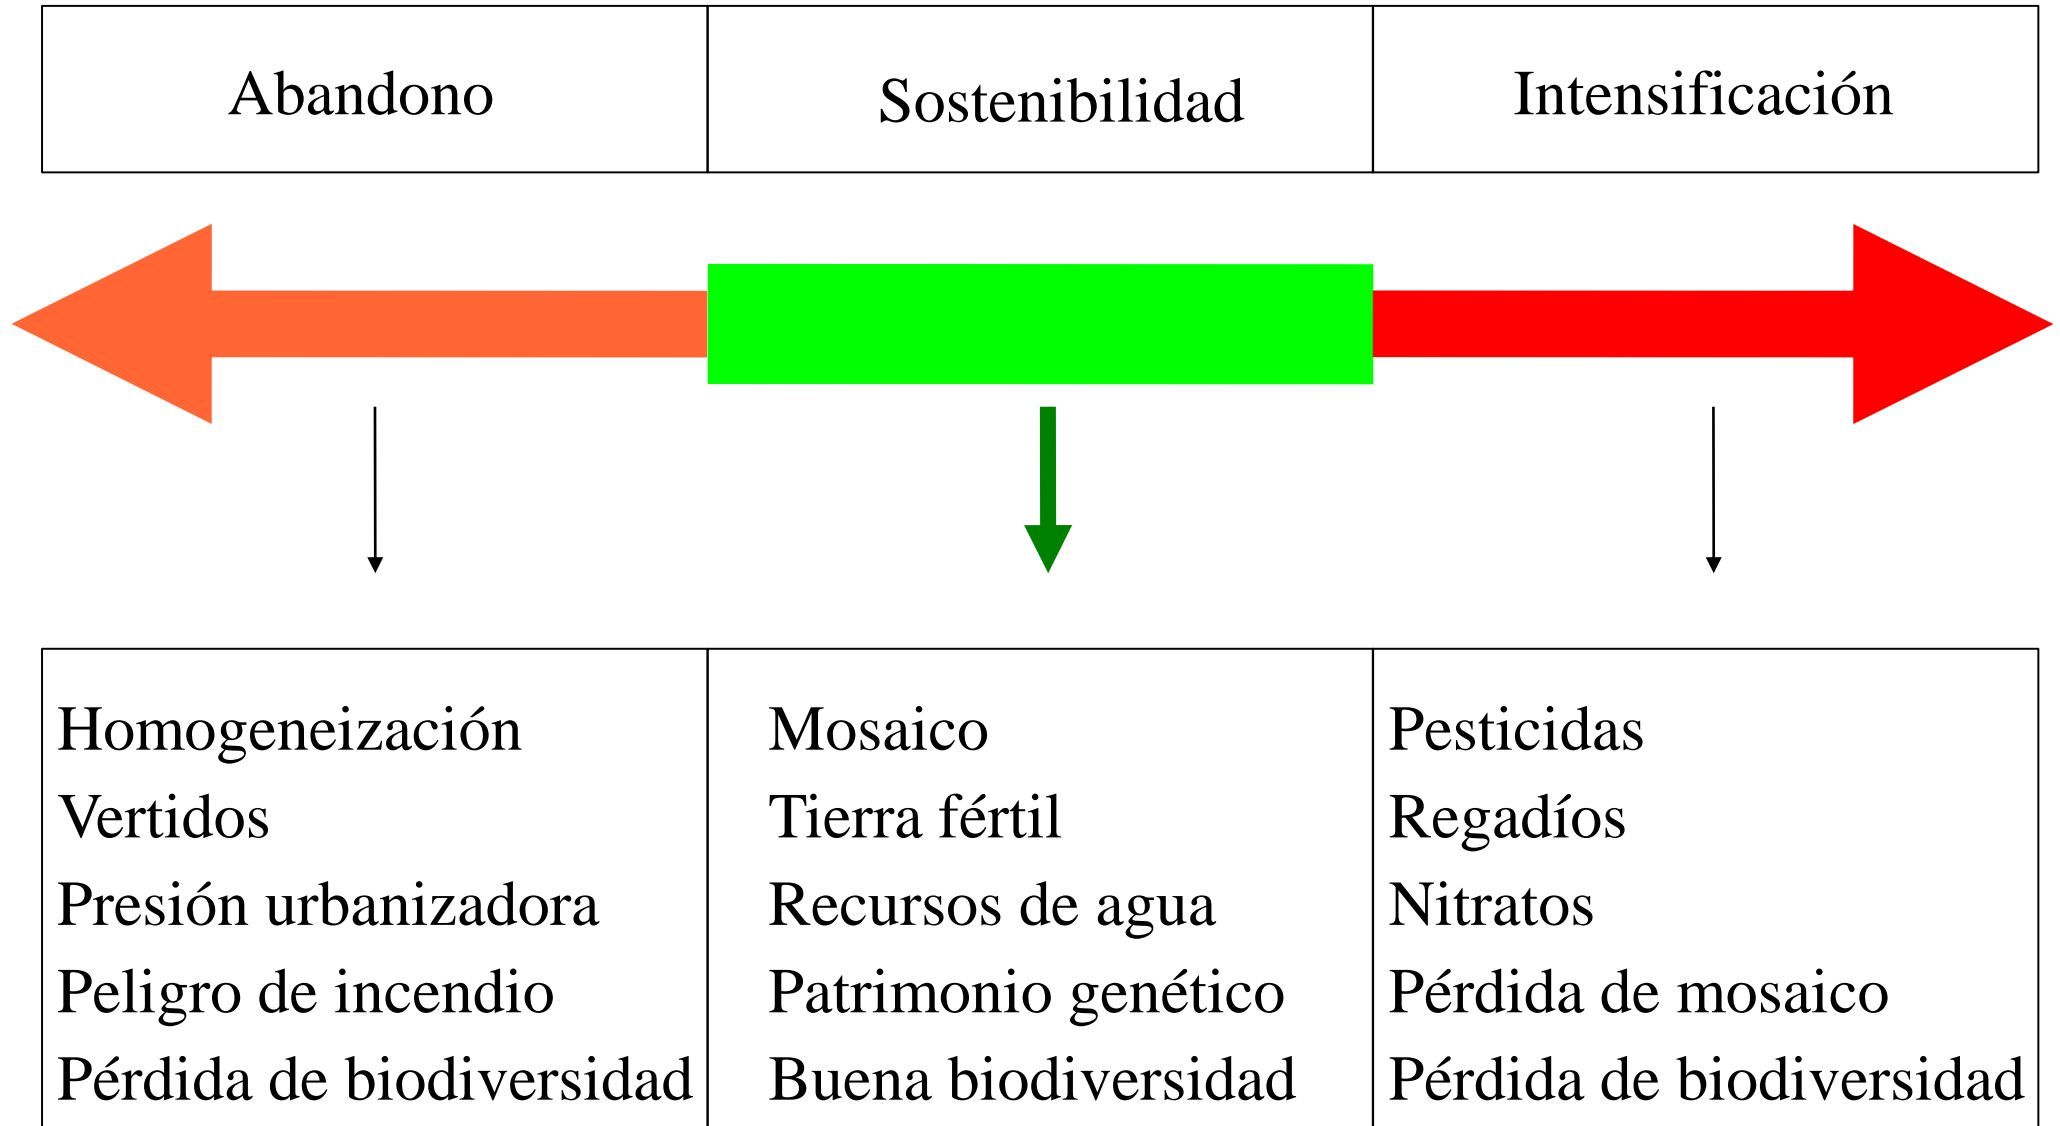 Abandono
Sostenibilidad
Intensificación
Homogeneización
Vertidos
Presión urbanizadora
Peligro de incendio
Pérdida de biodiversidad
Mosaico
Tierra fértil
Recursos de agua
Patrimonio genético
Buena biodiversidad
Pesticidas
Regadíos
Nitratos
Pérdida de mosaico
Pérdida de biodiversidad